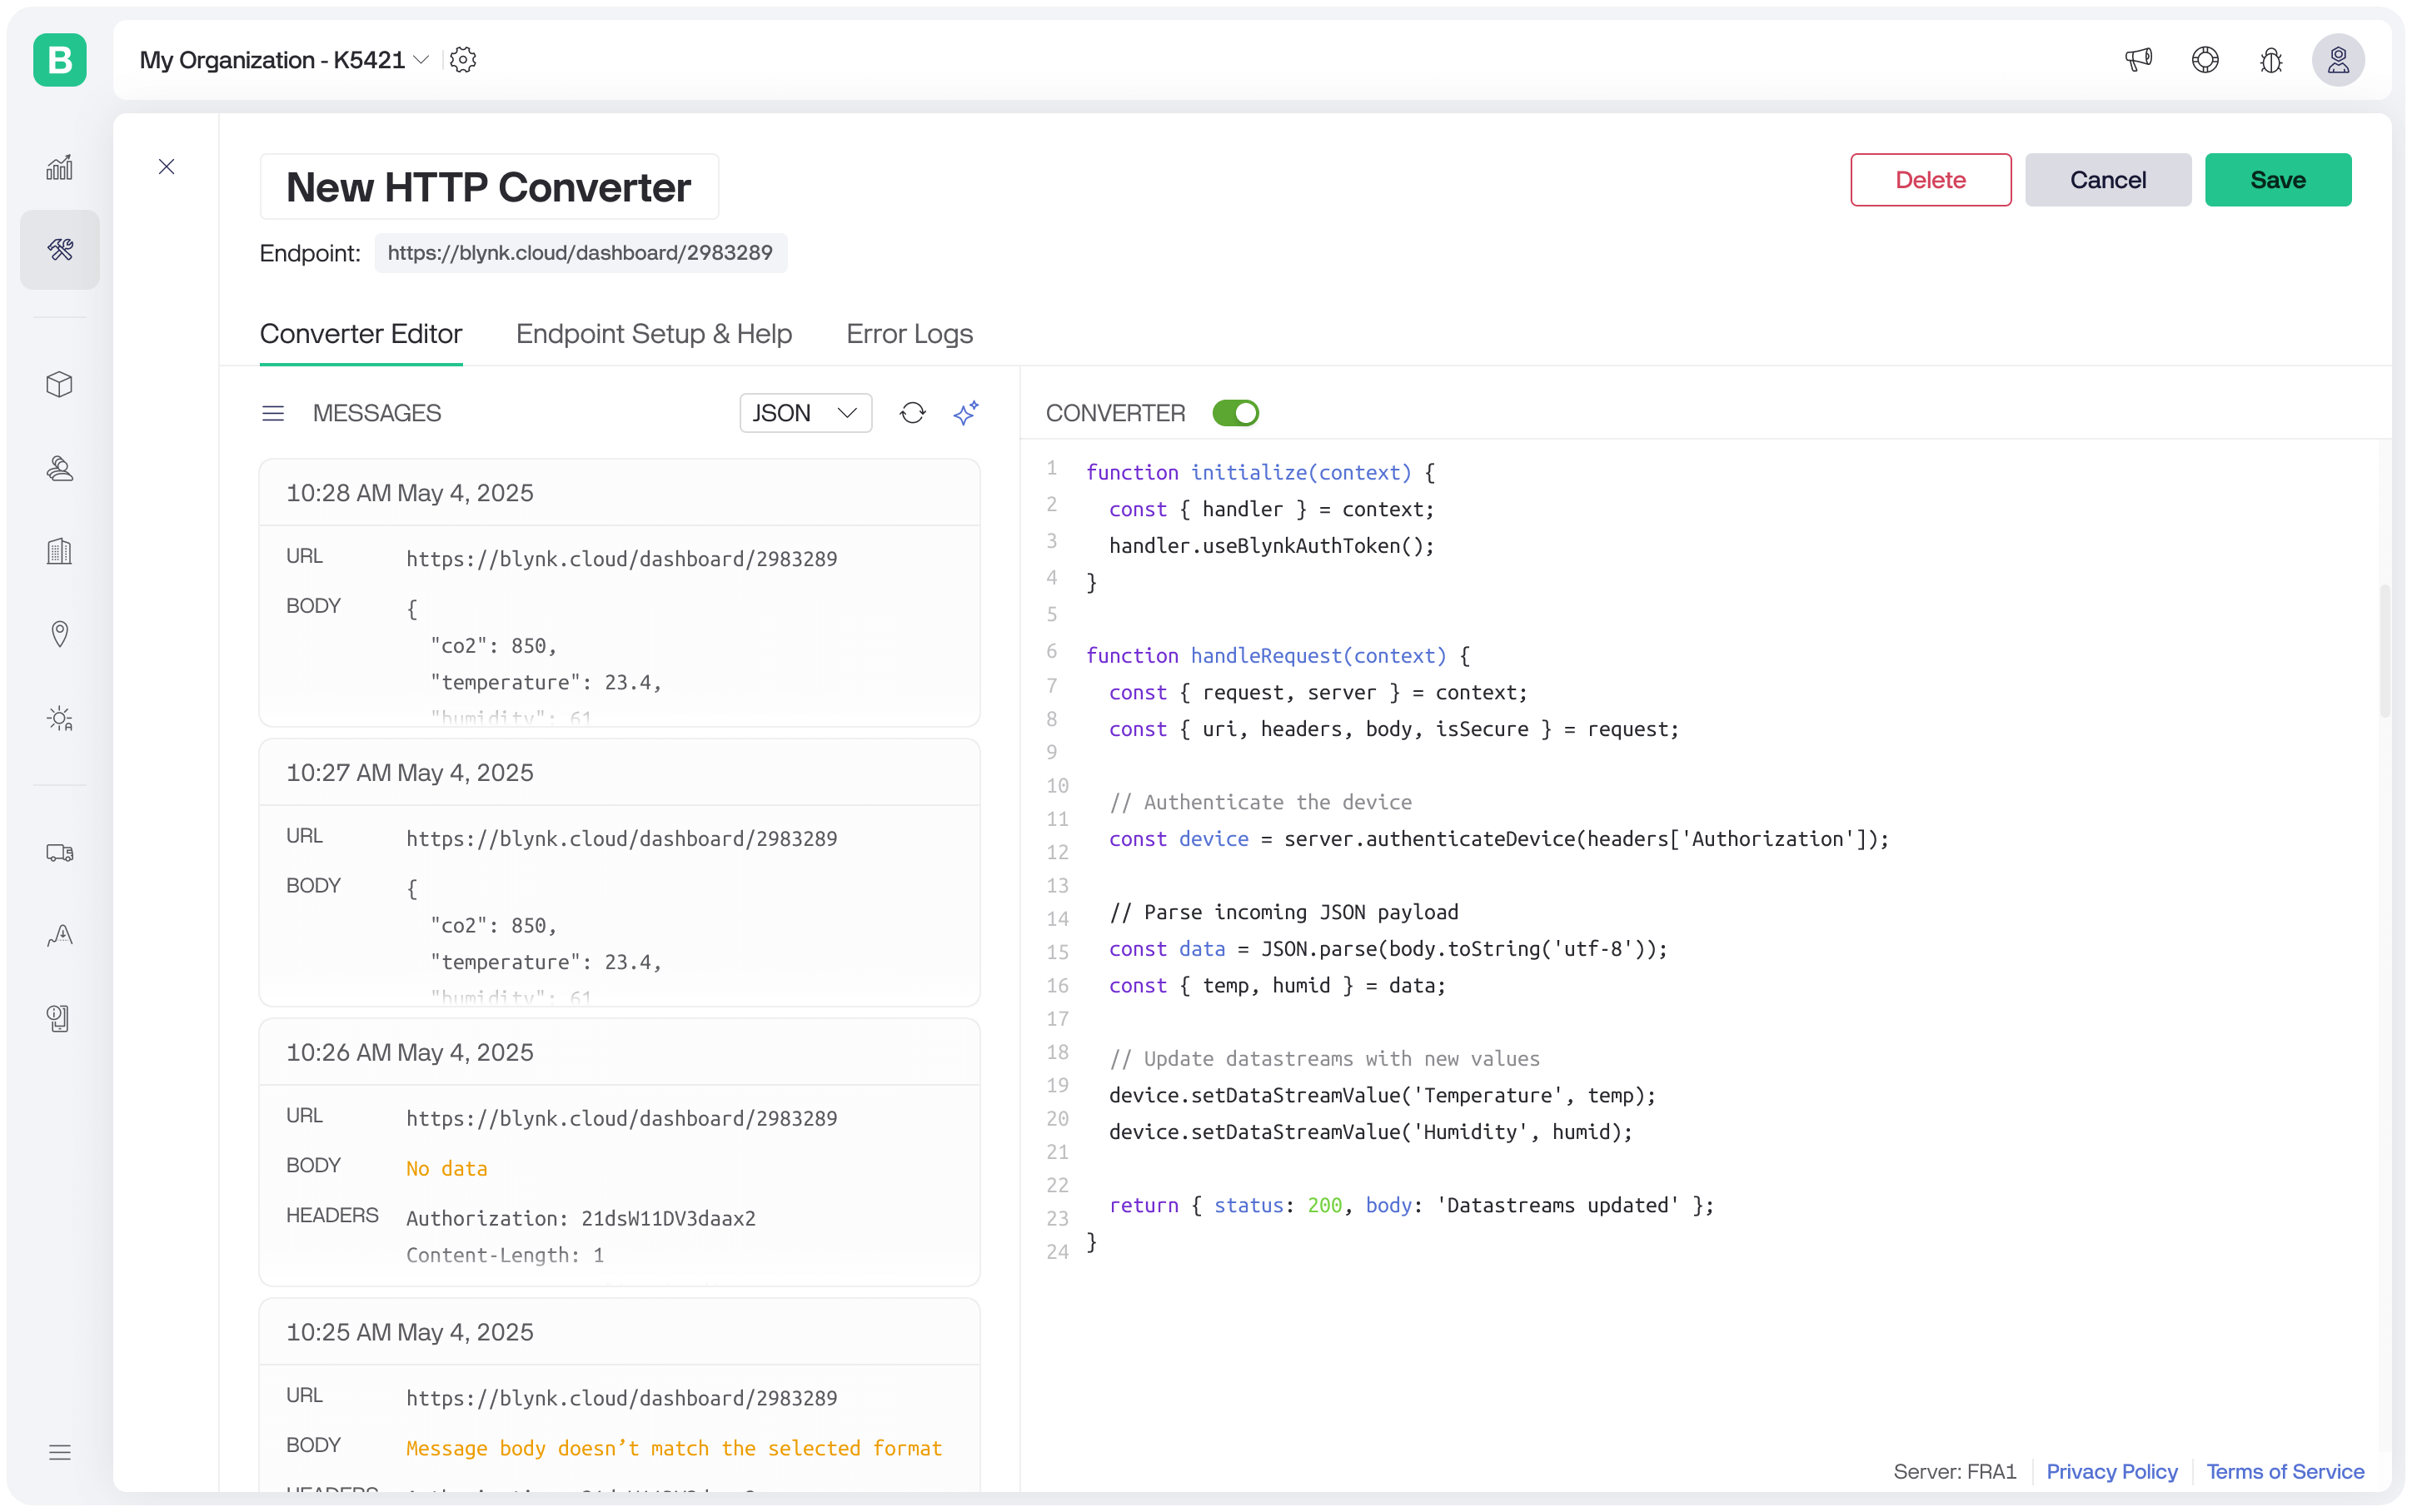 B
My Organization - K5421
New HTTP Converter
Delete
Cancel
Save
Endpoint: https://blynk.cloud/dashboard/2983289
Converter Editor
Endpoint Setup & Help
Error Logs
MESSAGES
JSON
10:28 AM May 4, 2025
URL https://blynk.cloud/dashboard/2983289
BODY {
"co2": 850,
"temperature": 23.4,
"humidity": 61
10:27 AM May 4, 2025
URL https://blynk.cloud/dashboard/2983289
BODY {
"co2": 850,
"temperature": 23.4,
"humidity": 61
10:26 AM May 4, 2025
URL https://blynk.cloud/dashboard/2983289
BODY No data
HEADERS Authorization: 21dsW11DV3daax2
Content-Length: 1
10:25 AM May 4, 2025
URL https://blynk.cloud/dashboard/2983289
BODY Message body doesn’t match the selected format
HEADERS
CONVERTER
1 function initialize(context) {
2 const { handler } = context;
3 handler.useBlynkAuthToken();
4 }
5
6 function handleRequest(context) {
7 const { request, server } = context;
8 const { uri, headers, body, isSecure } = request;
9
10 // Authenticate the device
11 const device = server.authenticateDevice(headers['Authorization']);
12
13 // Parse incoming JSON payload
14 const data = JSON.parse(body.toString('utf-8'));
15 const { temp, humid } = data;
16
17 // Update datastreams with new values
18 device.setDataStreamValue('Temperature', temp);
19 device.setDataStreamValue('Humidity', humid);
20
21 return { status: 200, body: 'Datastreams updated' };
22 }
23
24
Server: FRA1
Privacy Policy
Terms of Service